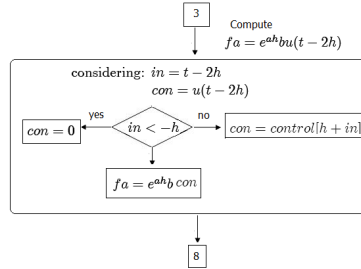 3
Compute
fa = e^{ah}bu(t − 2h)
considering: in = t − 2h
con = u(t − 2h)
yes
no
con = 0
in < −h
con = control[h + in]
fa = e^{ah}b con
8